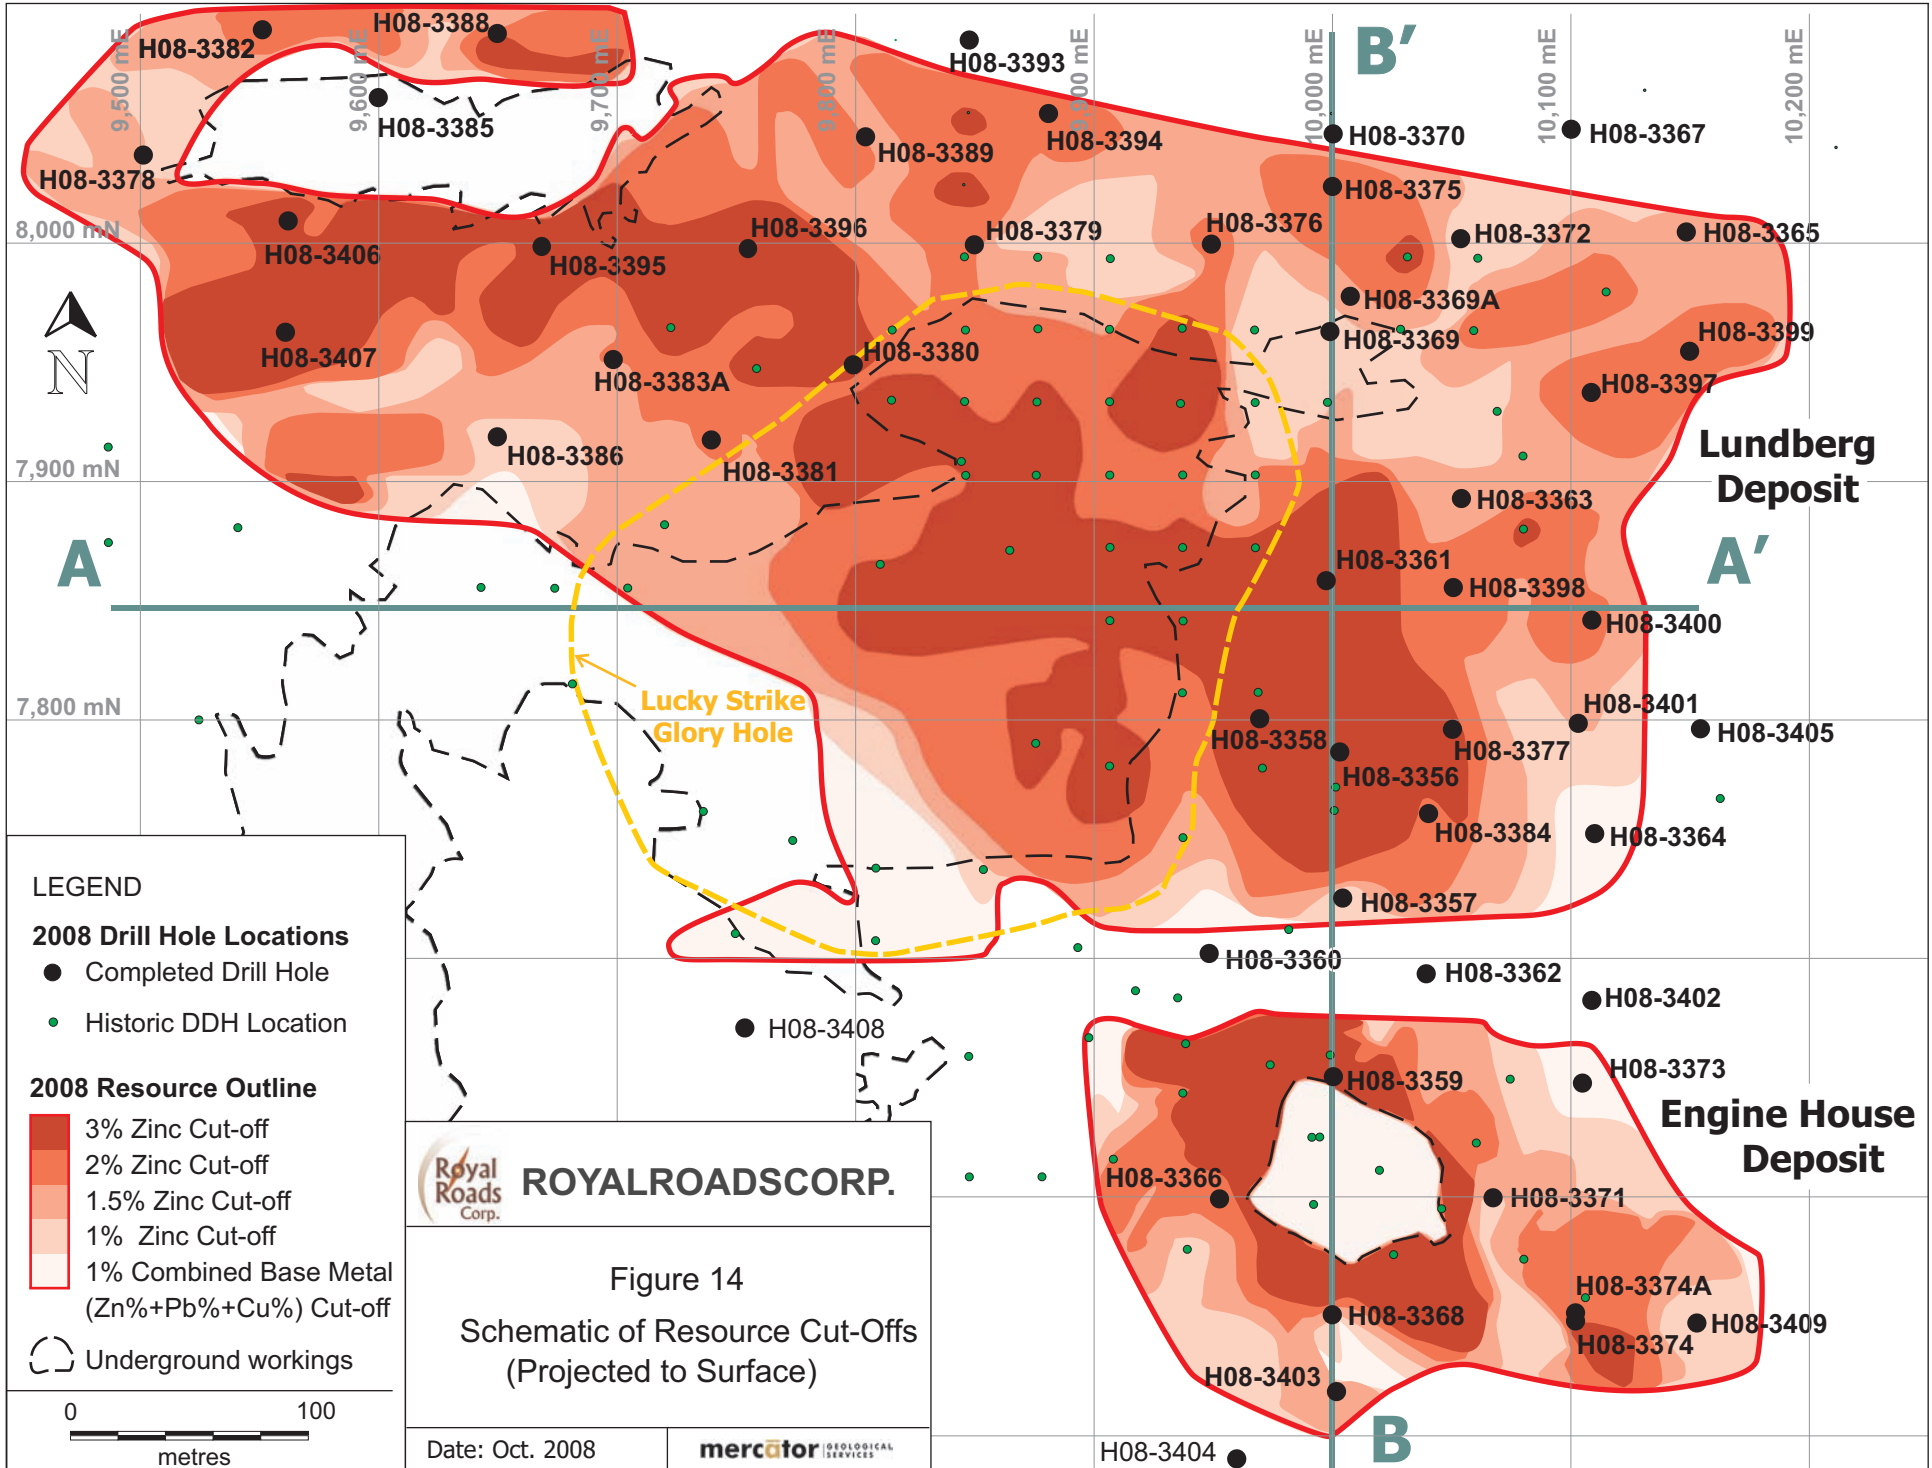 H08-3382
H08-3388
H08-3393
B′
9,500 mE
9,600 mE
9,700 mE
9,800 mE
9,900 mE
10,000 mE
10,100 mE
10,200 mE
H08-3385
H08-3389
H08-3394
H08-3370
H08-3367
H08-3378
H08-3375
8,000 mN
H08-3406
H08-3395
H08-3396
H08-3379
H08-3376
H08-3372
H08-3365
H08-3369A
N
H08-3407
H08-3383A
H08-3380
H08-3369
H08-3399
H08-3397
H08-3386
H08-3381
7,900 mN
Lundberg
Deposit
H08-3363
A
H08-3361
H08-3398
A′
H08-3400
7,800 mN
Lucky Strike
Glory Hole
H08-3358
H08-3356
H08-3377
H08-3401
H08-3405
H08-3384
H08-3364
H08-3357
H08-3360
H08-3362
H08-3402
H08-3408
H08-3359
H08-3373
Engine House
Deposit
H08-3366
H08-3371
H08-3368
H08-3374A
H08-3374
H08-3409
H08-3403
H08-3404
B
LEGEND
2008 Drill Hole Locations
Completed Drill Hole
Historic DDH Location
2008 Resource Outline
3% Zinc Cut-off
2% Zinc Cut-off
1.5% Zinc Cut-off
1% Zinc Cut-off
1% Combined Base Metal
(Zn%+Pb%+Cu%) Cut-off
Underground workings
0 100
metres
Royal
Roads
Corp.
ROYALROADSCORP.
Figure 14
Schematic of Resource Cut-Offs
(Projected to Surface)
Date: Oct. 2008
mercātor GEOLOGICAL
SERVICES